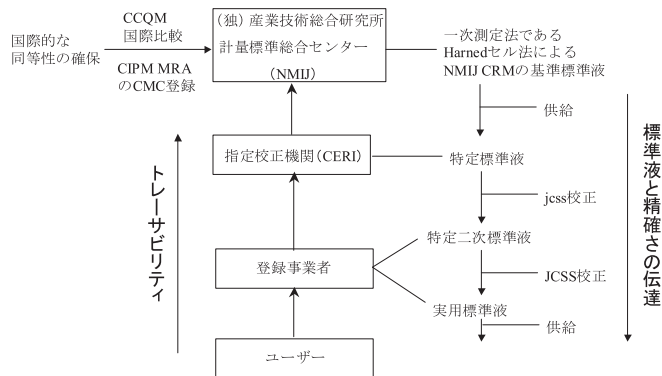 国際的な
同等性の確保
CCQM
国際比較
CIPM MRA
のCMC登録
(独)産業技術総合研究所
計量標準総合センター
(NMIJ)
一次測定法である
Harnedセル法による
NMIJ CRMの基準標準液
供給
指定校正機関(CERI)
特定標準液
jcss校正
特定二次標準液
登録事業者
JCSS校正
実用標準液
供給
ユーザー
トレーサビリティ
標準液と精確さの伝達